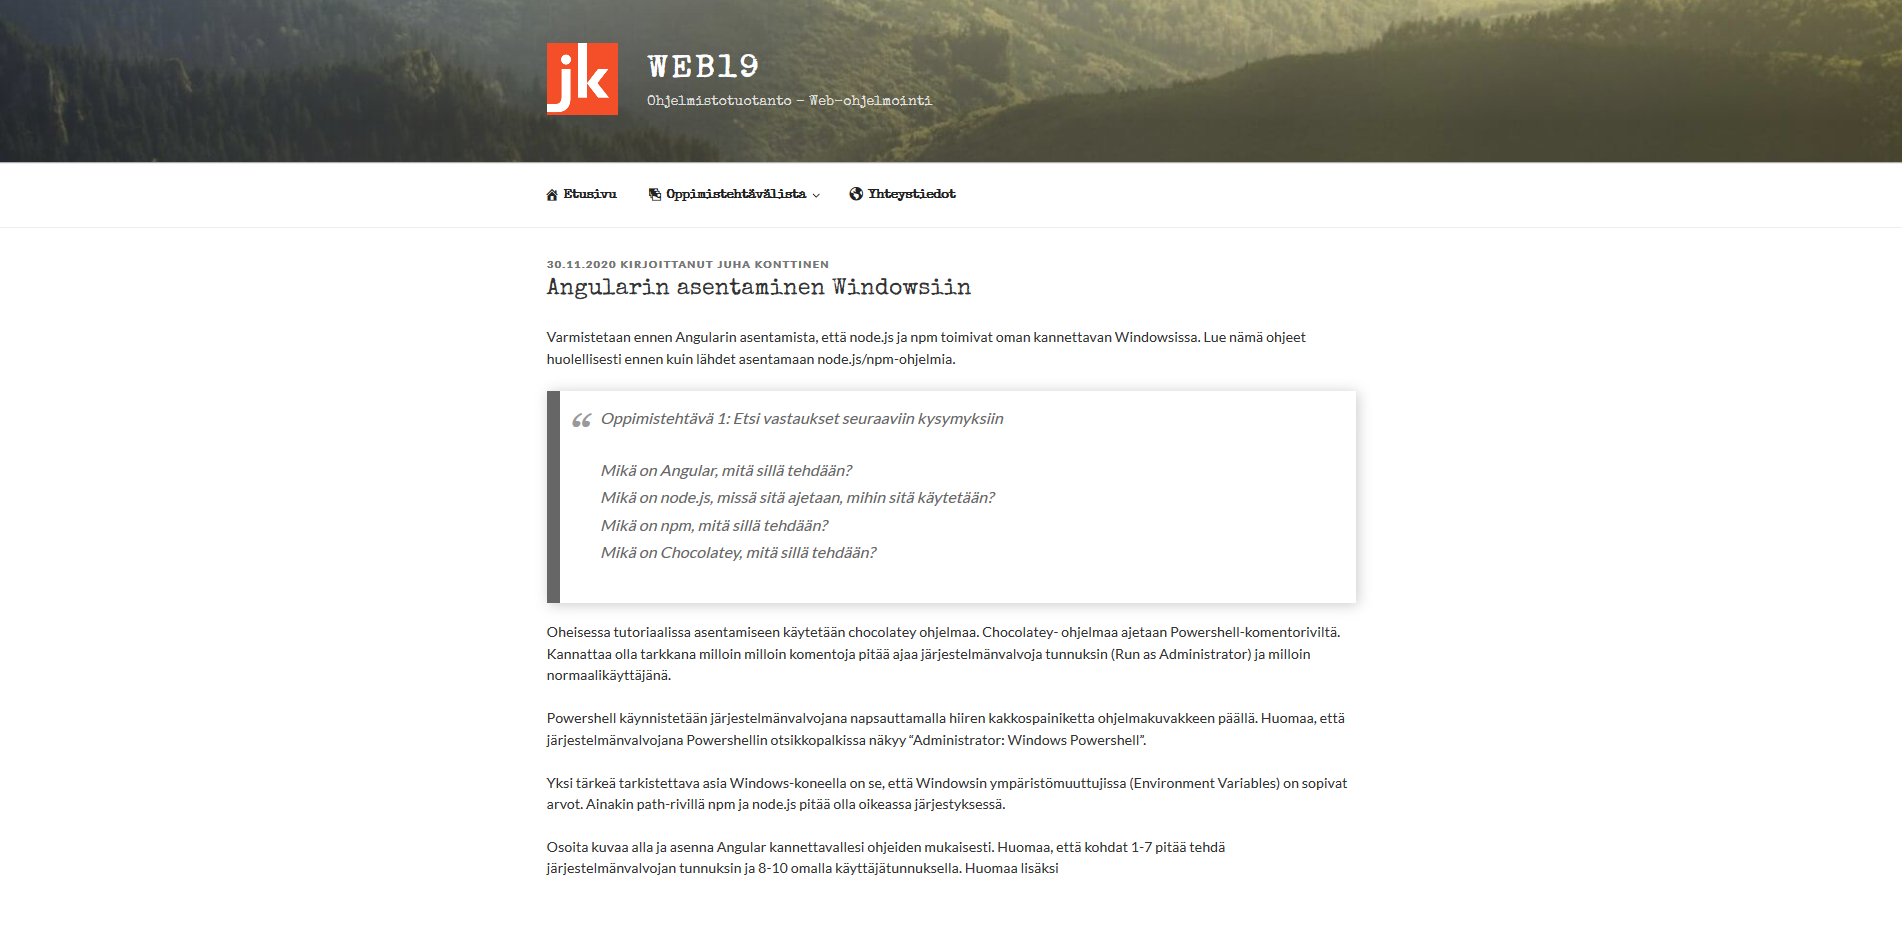 jk
WEB19
Ohjelmistotuotanto – Web-ohjelmointi
Etusivu Oppimistehtävälista Yhteystiedot
30.11.2020 KIRJOITTANUT JUHA KONTTINEN
Angularin asentaminen Windowsiin
Varmistetaan ennen Angularin asentamista, että node.js ja npm toimivat oman kannettavan Windowsissa. Lue nämä ohjeet
huolellisesti ennen kuin lähdet asentamaan node.js/npm-ohjelmia.
“ Oppimistehtävä 1: Etsi vastaukset seuraaviin kysymyksiin
Mikä on Angular, mitä sillä tehdään?
Mikä on node.js, missä sitä ajetaan, mihin sitä käytetään?
Mikä on npm, mitä sillä tehdään?
Mikä on Chocolatey, mitä sillä tehdään?
Oheisessa tutoriaalissa asentamiseen käytetään chocolatey ohjelmaa. Chocolatey- ohjelmaa ajetaan Powershell-komentoriviltä.
Kannattaa olla tarkkana milloin milloin komentoja pitää ajaa järjestelmänvalvoja tunnuksin (Run as Administrator) ja milloin
normaalikäyttäjänä.
Powershell käynnistetään järjestelmänvalvojana napsauttamalla hiiren kakkospainiketta ohjelmakuvakkeen päällä. Huomaa, että
järjestelmänvalvojana Powershellin otsikkopalkissa näkyy “Administrator: Windows Powershell”.
Yksi tärkeä tarkistettava asia Windows-koneella on se, että Windowsin ympäristömuuttujissa (Environment Variables) on sopivat
arvot. Ainakin path-rivillä npm ja node.js pitää olla oikeassa järjestyksessä.
Osoita kuvaa alla ja asenna Angular kannettavallesi ohjeiden mukaisesti. Huomaa, että kohdat 1-7 pitää tehdä
järjestelmänvalvojan tunnuksin ja 8-10 omalla käyttäjätunnuksella. Huomaa lisäksi